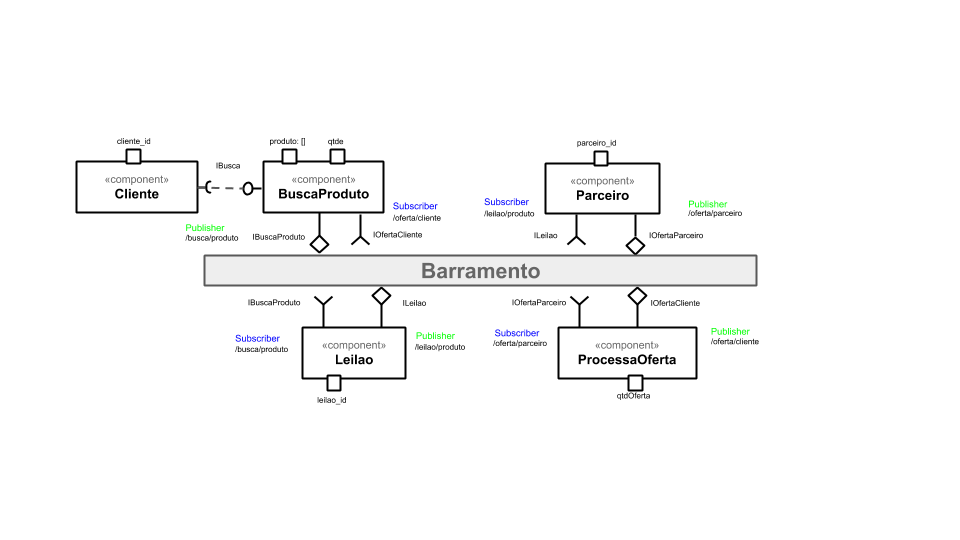 cliente_id
produto: []
qtde
parceiro_id
IBusca
«component»
Cliente
«component»
BuscaProduto
«component»
Parceiro
Subscriber
/oferta/cliente
Subscriber
/leilao/produto
Publisher
/oferta/parceiro
Publisher
/busca/produto
IBuscaProduto
IOfertaCliente
ILeilao
IOfertaParceiro
Barramento
IBuscaProduto
ILeilao
IOfertaParceiro
IOfertaCliente
Subscriber
/busca/produto
«component»
Leilao
Publisher
/leilao/produto
Subscriber
/oferta/parceiro
«component»
ProcessaOferta
Publisher
/oferta/cliente
leilao_id
qtdOferta